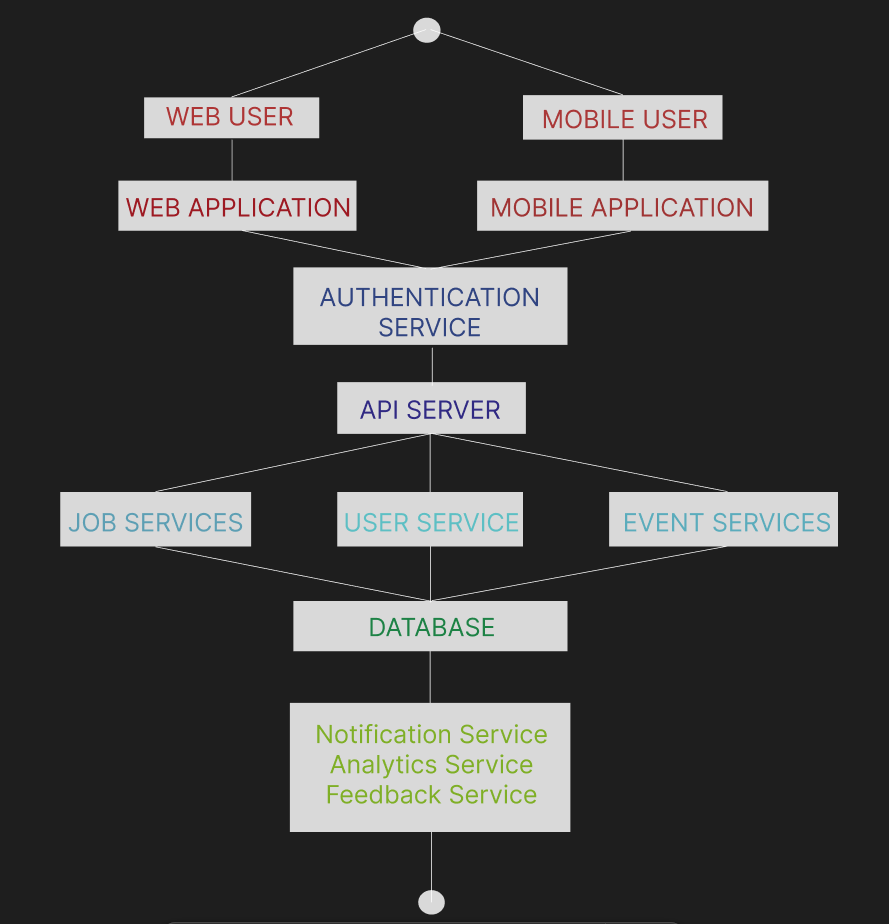 WEB USER
MOBILE USER
WEB APPLICATION
MOBILE APPLICATION
AUTHENTICATION
SERVICE
API SERVER
JOB SERVICES
USER SERVICE
EVENT SERVICES
DATABASE
Notification Service
Analytics Service
Feedback Service